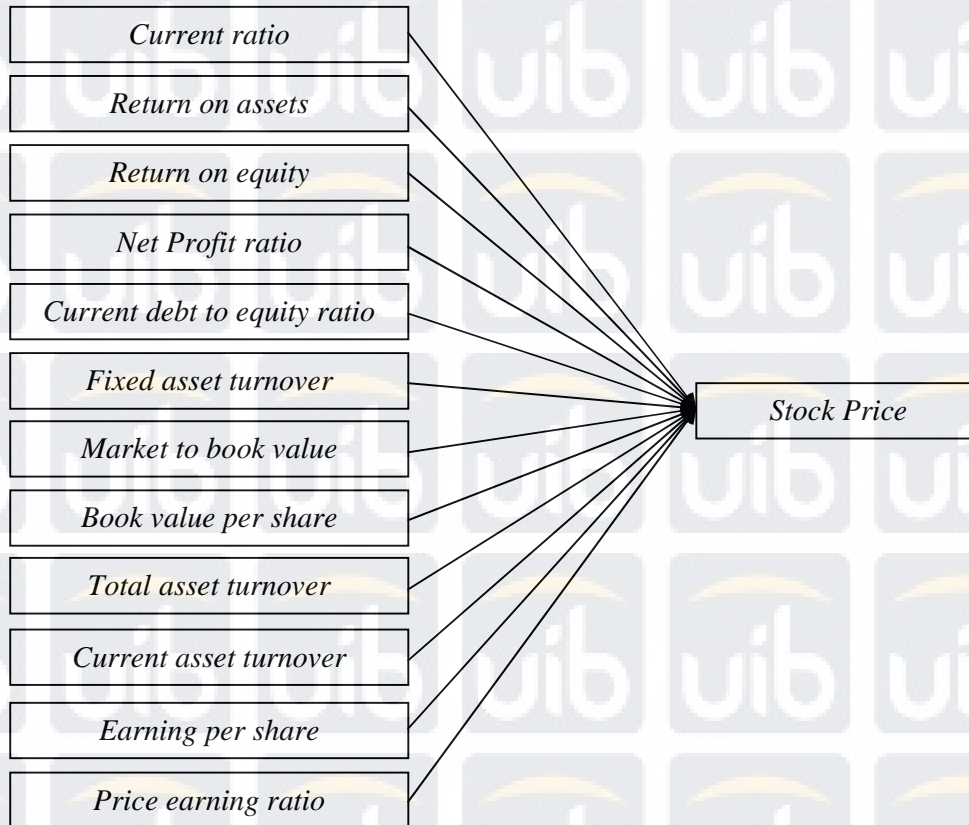 Current ratio
Return on assets
Return on equity
Net Profit ratio
Current debt to equity ratio
Fixed asset turnover
Market to book value
Book value per share
Total asset turnover
Current asset turnover
Earning per share
Price earning ratio
Stock Price
uib